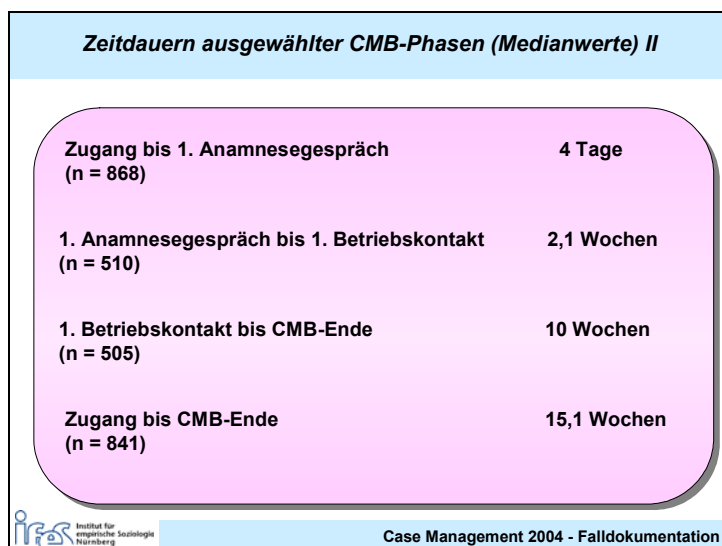 Zeitdauern ausgewählter CMB-Phasen (Medianwerte) II
Zugang bis 1. Anamnesegespräch 4 Tage
(n = 868)
1. Anamnesegespräch bis 1. Betriebskontakt 2,1 Wochen
(n = 510)
1. Betriebskontakt bis CMB-Ende 10 Wochen
(n = 505)
Zugang bis CMB-Ende 15,1 Wochen
(n = 841)
ifes Institut für
empirische Soziologie
Nürnberg
Case Management 2004 - Falldokumentation